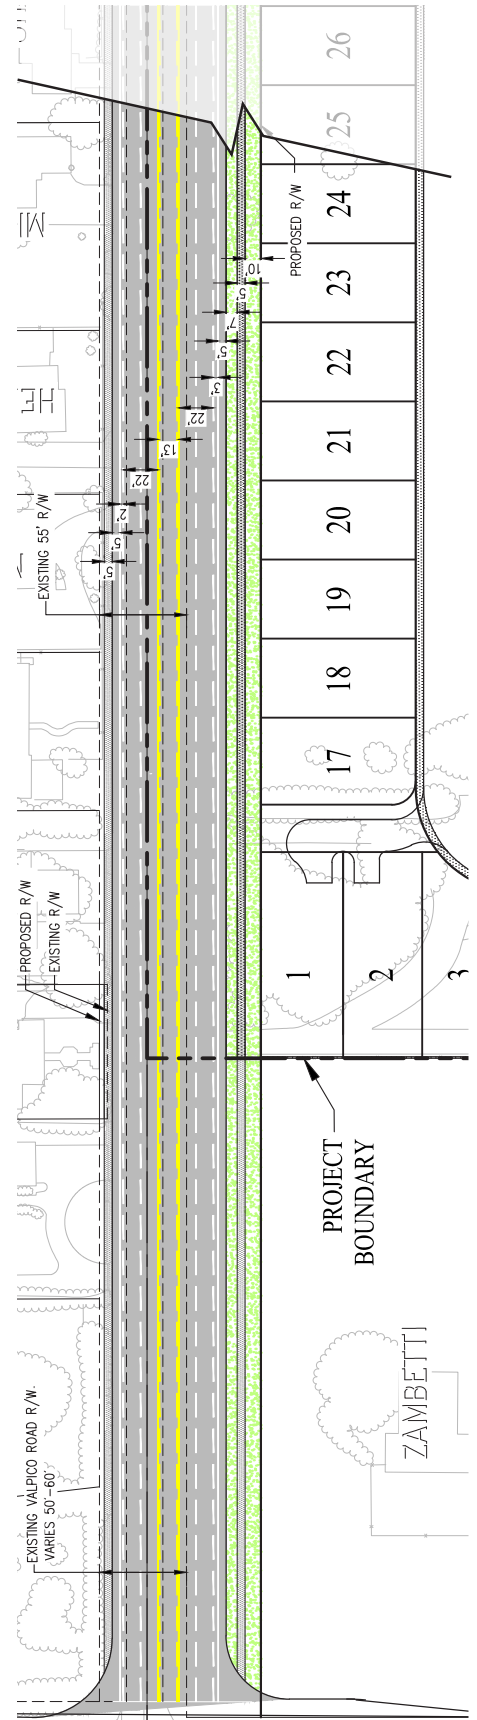 26
25
24
23
22
21
20
19
18
17
1
2
3
PROPOSED R/W
10'
5'
7'
5'
3'
22'
13'
22'
2'
5'
5'
EXISTING 55' R/W
PROPOSED R/W
EXISTING R/W
PROJECT
BOUNDARY
EXISTING VALPICO ROAD R/W.
VARIES 50'-60'
ZAMBETTI